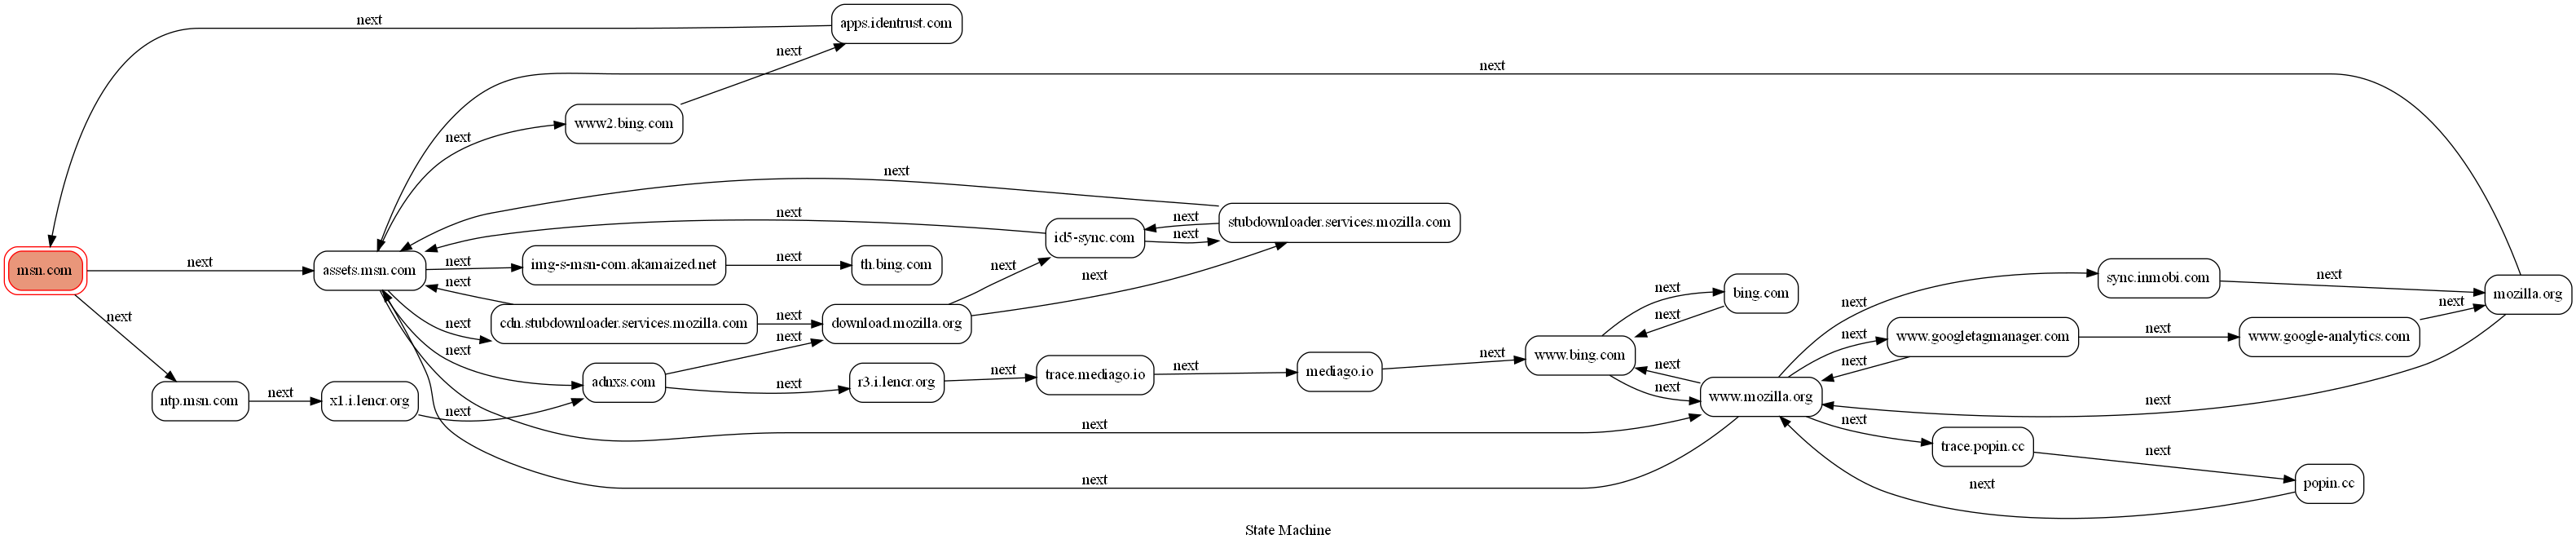 next
apps.identrust.com
next
next
www2.bing.com
next
next
stubdownloader.services.mozilla.com
next
next
id5-sync.com
next
next
next
msn.com
next
assets.msn.com
next
img-s-msn-com.akamaized.net
next
th.bing.com
next
cdn.stubdownloader.services.mozilla.com
next
download.mozilla.org
next
next
next
next
adnxs.com
next
r3.i.lencr.org
next
trace.mediago.io
next
mediago.io
next
www.bing.com
next
bing.com
next
next
next
www.mozilla.org
next
sync.inmobi.com
next
mozilla.org
next
www.googletagmanager.com
next
www.google-analytics.com
next
next
next
next
trace.popin.cc
next
popin.cc
next
next
ntp.msn.com
next
x1.i.lencr.org
next
next
next
State Machine